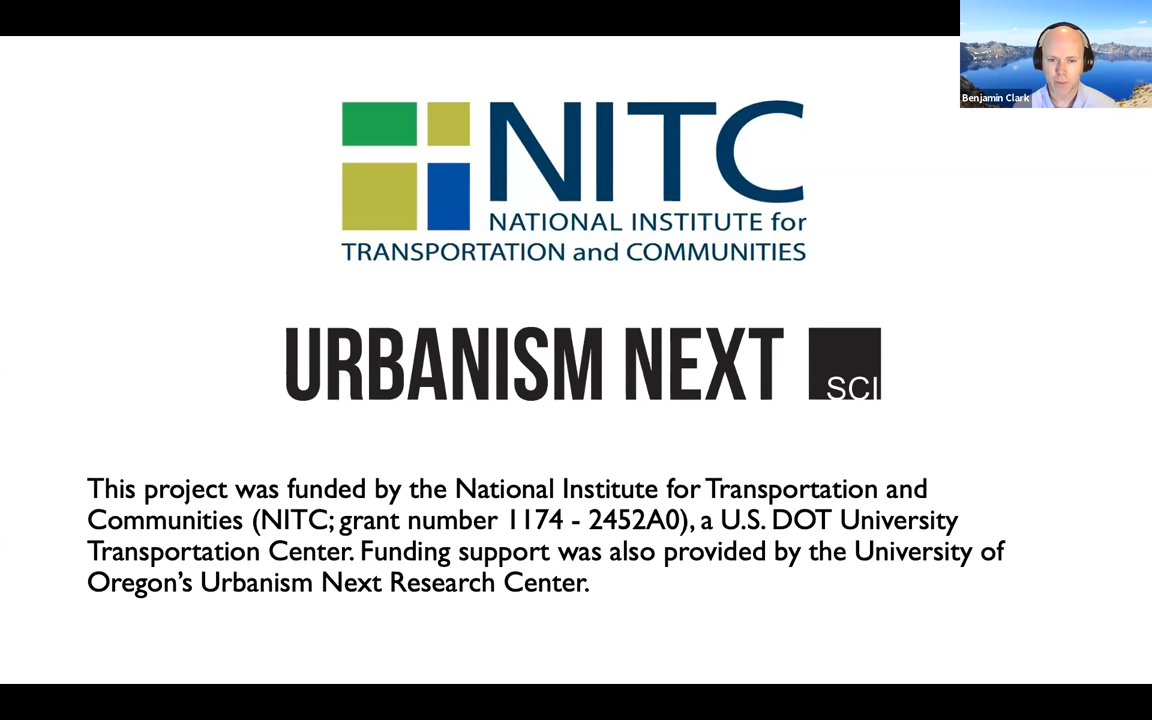 Benjamin Clark
NITC
NATIONAL INSTITUTE for
TRANSPORTATION and COMMUNITIES
URBANISM NEXT
SCI
This project was funded by the National Institute for Transportation and
Communities (NITC; grant number 1174 - 2452A0), a U.S. DOT University
Transportation Center. Funding support was also provided by the University of
Oregon’s Urbanism Next Research Center.